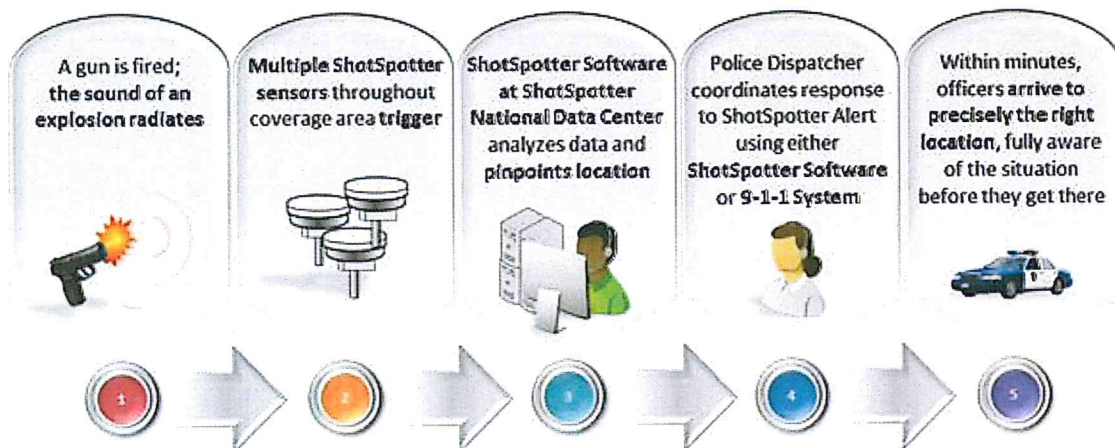 A gun is fired;
the sound of an
explosion radiates
Multiple ShotSpotter
sensors throughout
coverage area trigger
ShotSpotter Software
at ShotSpotter
National Data Center
analyzes data and
pinpoints location
Police Dispatcher
coordinates response
to ShotSpotter Alert
using either
ShotSpotter Software
or 9-1-1 System
Within minutes,
officers arrive to
precisely the right
location, fully aware
of the situation
before they get there
1
2
3
4
5